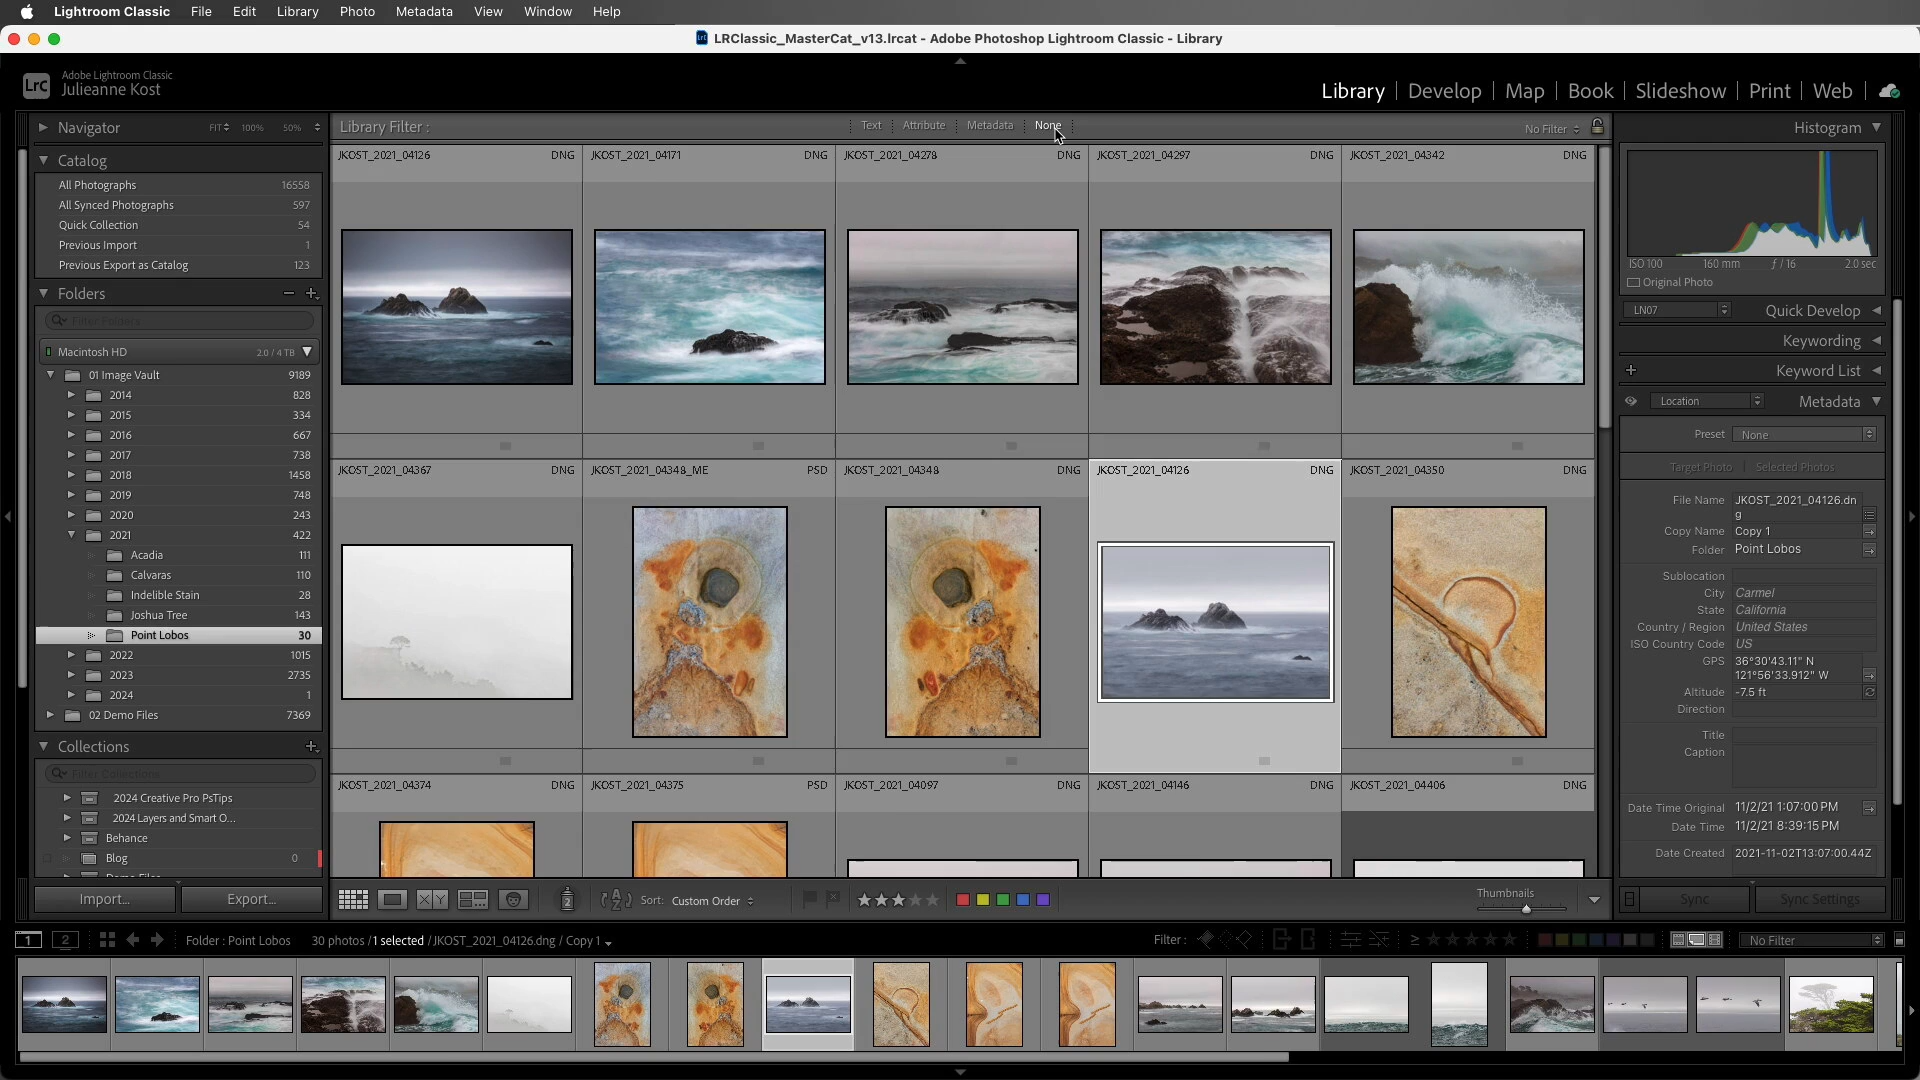 Lightroom Classic File Edit Library Photo Metadata View Window Help
LRClassic_MasterCat_v13.lrcat - Adobe Photoshop Lightroom Classic - Library
LrC
Adobe Lightroom Classic
Julieanne Kost
Library Develop Map Book Slideshow Print Web
Navigator FIT 100% 50%
Catalog
All Photographs 16558
All Synced Photographs 597
Quick Collection 54
Previous Import 1
Previous Export as Catalog 123
Folders
Filter Folders
Macintosh HD 2.0 / 4 TB
01 Image Vault 9189
2014 828
2015 334
2016 667
2017 738
2018 1458
2019 748
2020 243
2021 422
Acadia 111
Calvaras 110
Indelible Stain 28
Joshua Tree 143
Point Lobos 30
2022 1015
2023 2735
2024 1
02 Demo Files 7369
Collections
Filter Collections
2024 Creative Pro PsTips
2024 Layers and Smart O...
Behance
Blog 0
Import... Export...
Library Filter : Text Attribute Metadata None No Filter
JKOST_2021_04126 DNG JKOST_2021_04171 DNG JKOST_2021_04278 DNG JKOST_2021_04297 DNG JKOST_2021_04342 DNG
JKOST_2021_04367 DNG JKOST_2021_04348_ME PSD JKOST_2021_04348 DNG JKOST_2021_04126 DNG JKOST_2021_04350 DNG
JKOST_2021_04374 DNG JKOST_2021_04375 PSD JKOST_2021_04097 DNG JKOST_2021_04146 DNG JKOST_2021_04406 DNG
XY 2 Sort: Custom Order Thumbnails
Histogram
ISO 100 160 mm ƒ / 16 2.0 sec
Original Photo
LN07 Quick Develop
Keywording
Keyword List
Location Metadata
Preset None
Target Photo Selected Photos
File Name JKOST_2021_04126.dn
g
Copy Name Copy 1
Folder Point Lobos
Sublocation
City Carmel
State California
Country / Region United States
ISO Country Code US
GPS 36°30'43.11" N
121°56'33.912" W
Altitude -7.5 ft
Direction
Title
Caption
Date Time Original 11/2/21 1:07:00 PM
Date Time 11/2/21 8:39:15 PM
Date Created 2021-11-02T13:07:00.44Z
Sync Sync Settings
1 2 Folder : Point Lobos 30 photos / 1 selected / JKOST_2021_04126.dng / Copy 1 Filter : ≥ No Filter